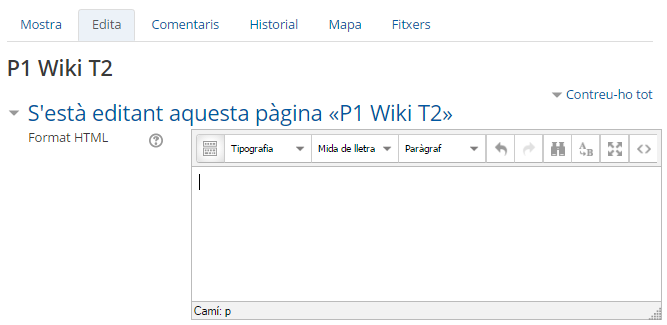 Mostra Edita Comentaris Historial Mapa Fitxers
P1 Wiki T2
Contreu-ho tot
S'està editant aquesta pàgina «P1 Wiki T2»
Format HTML
Tipografia Mida de lletra Paràgraf
Camí: p